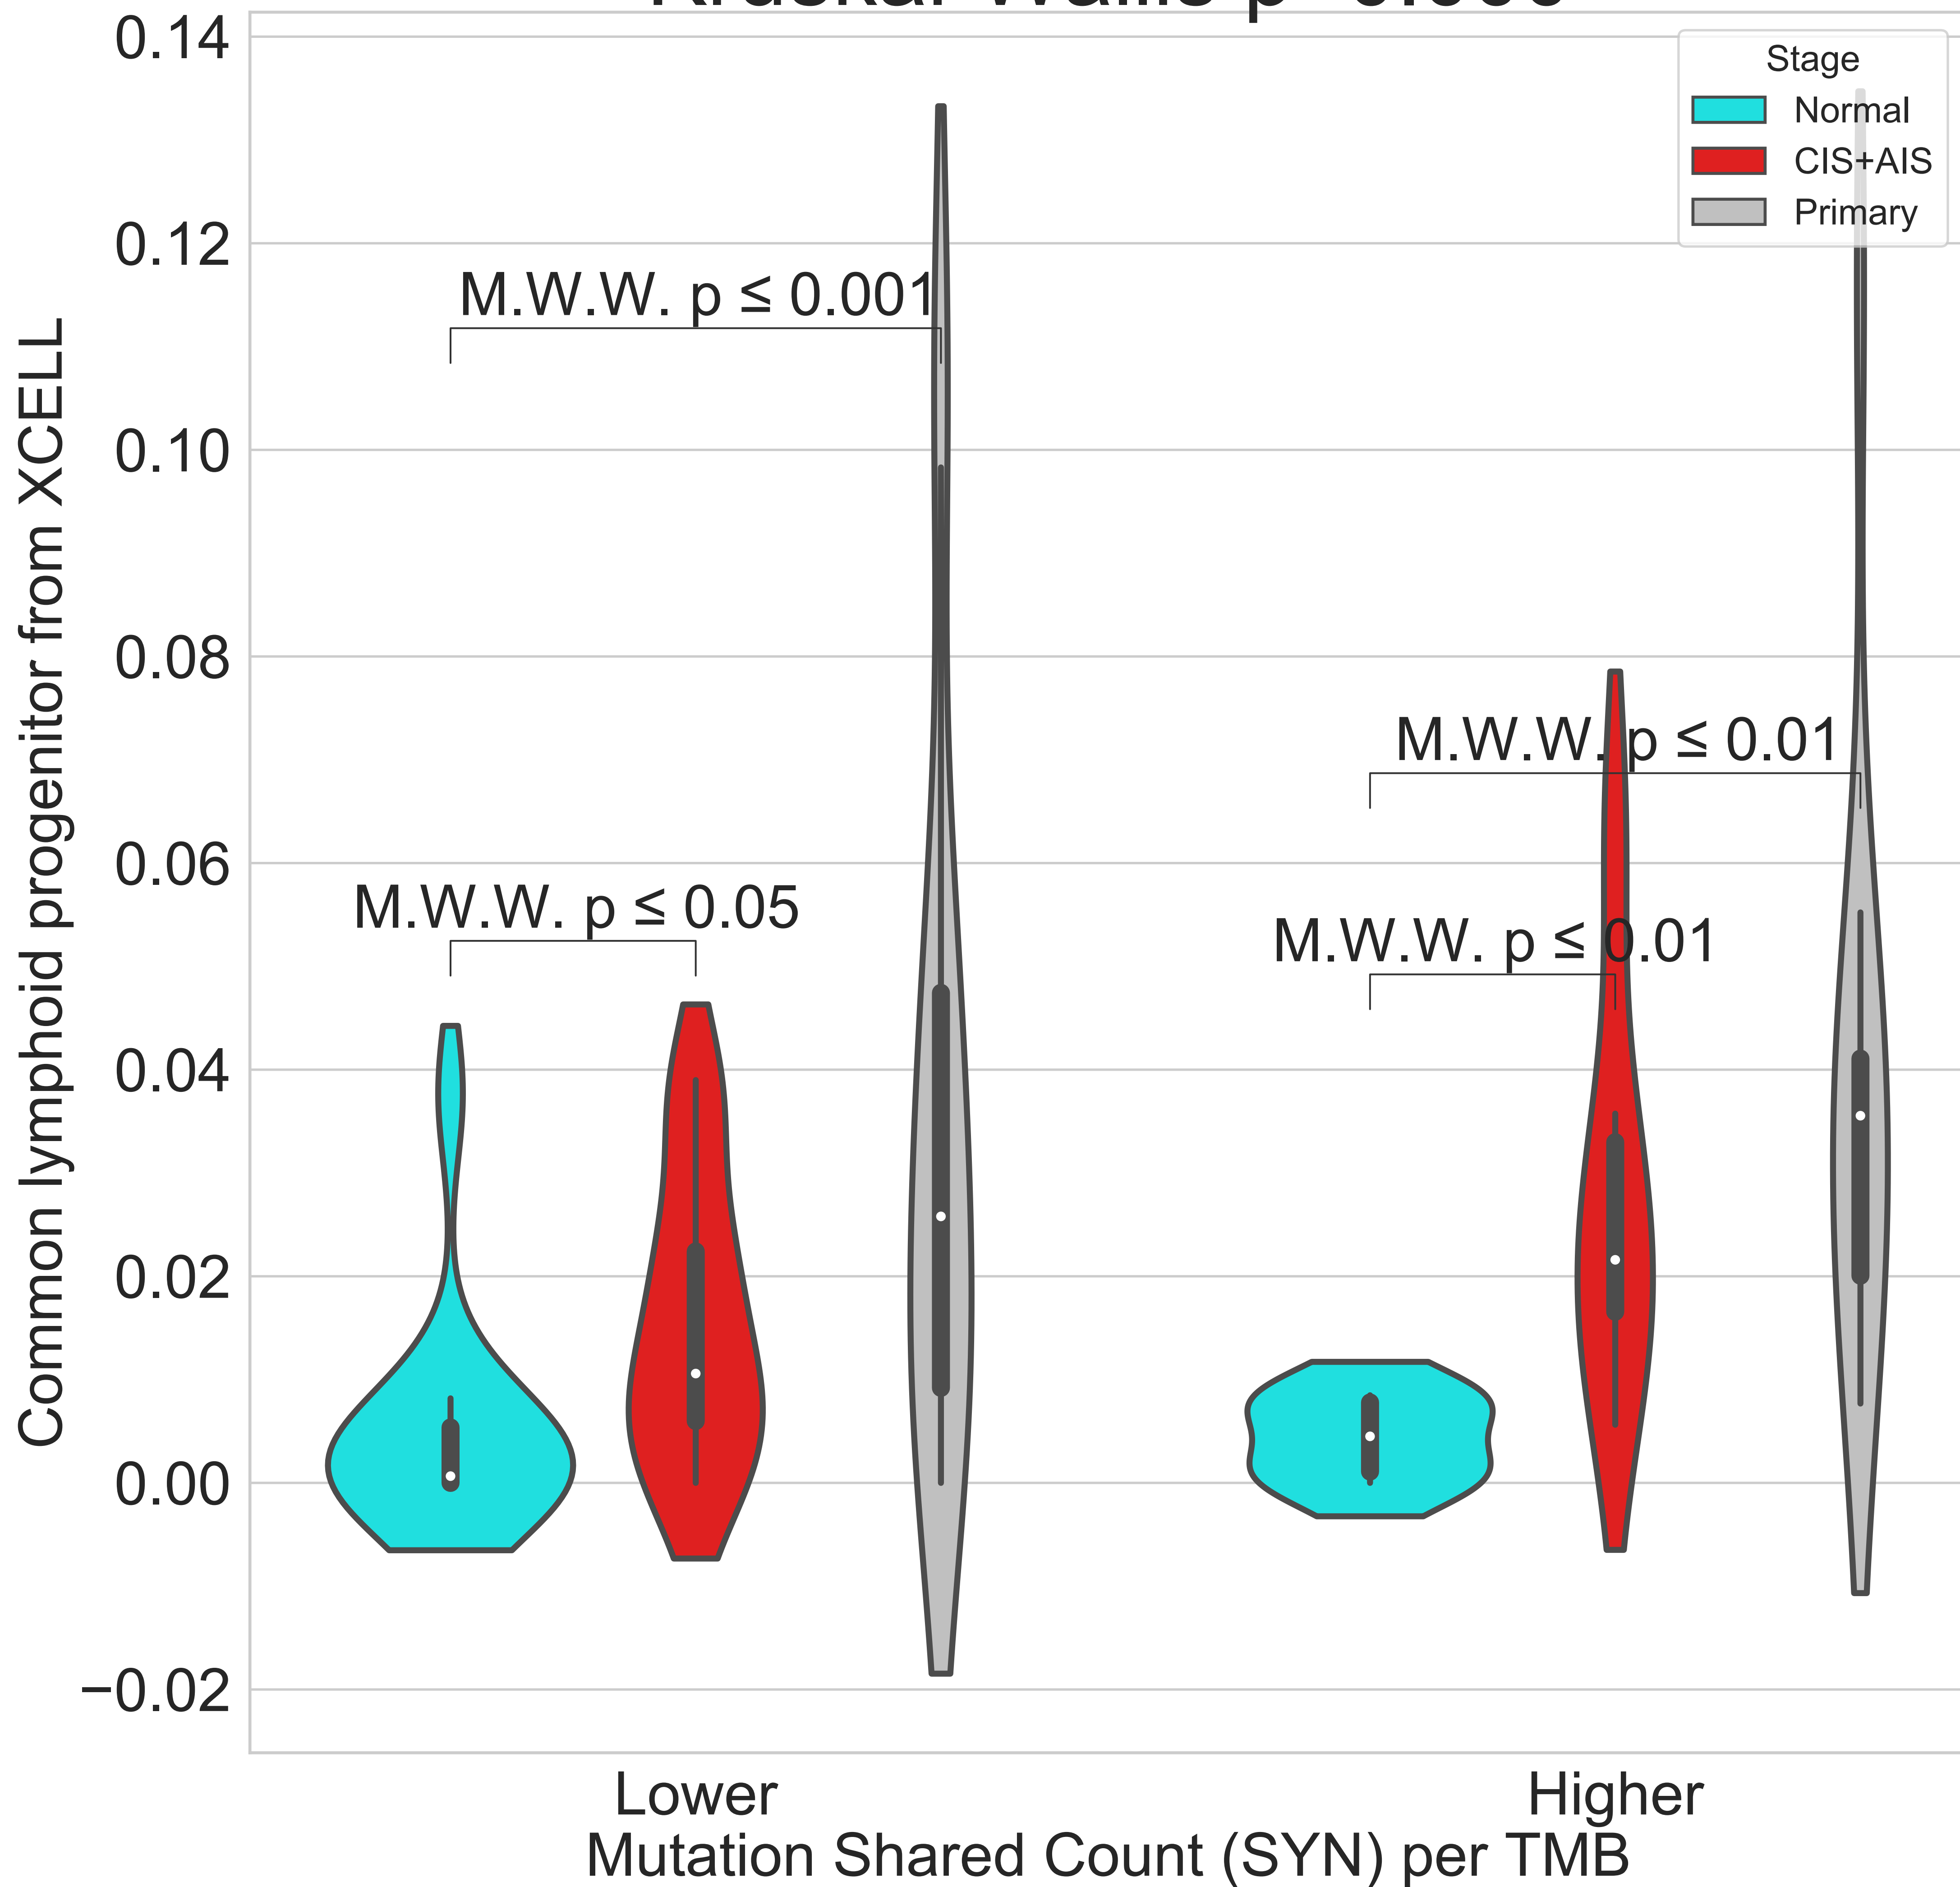 0.14
0.12
0.10
0.08
0.06
0.04
0.02
0.00
−0.02
Common lymphoid progenitor from XCELL
Stage
Normal
CIS+AIS
Primary
M.W.W. p ≤ 0.001
M.W.W. p ≤ 0.01
M.W.W. p ≤ 0.05
M.W.W. p ≤ 0.01
Lower
Higher
Mutation Shared Count (SYN) per TMB